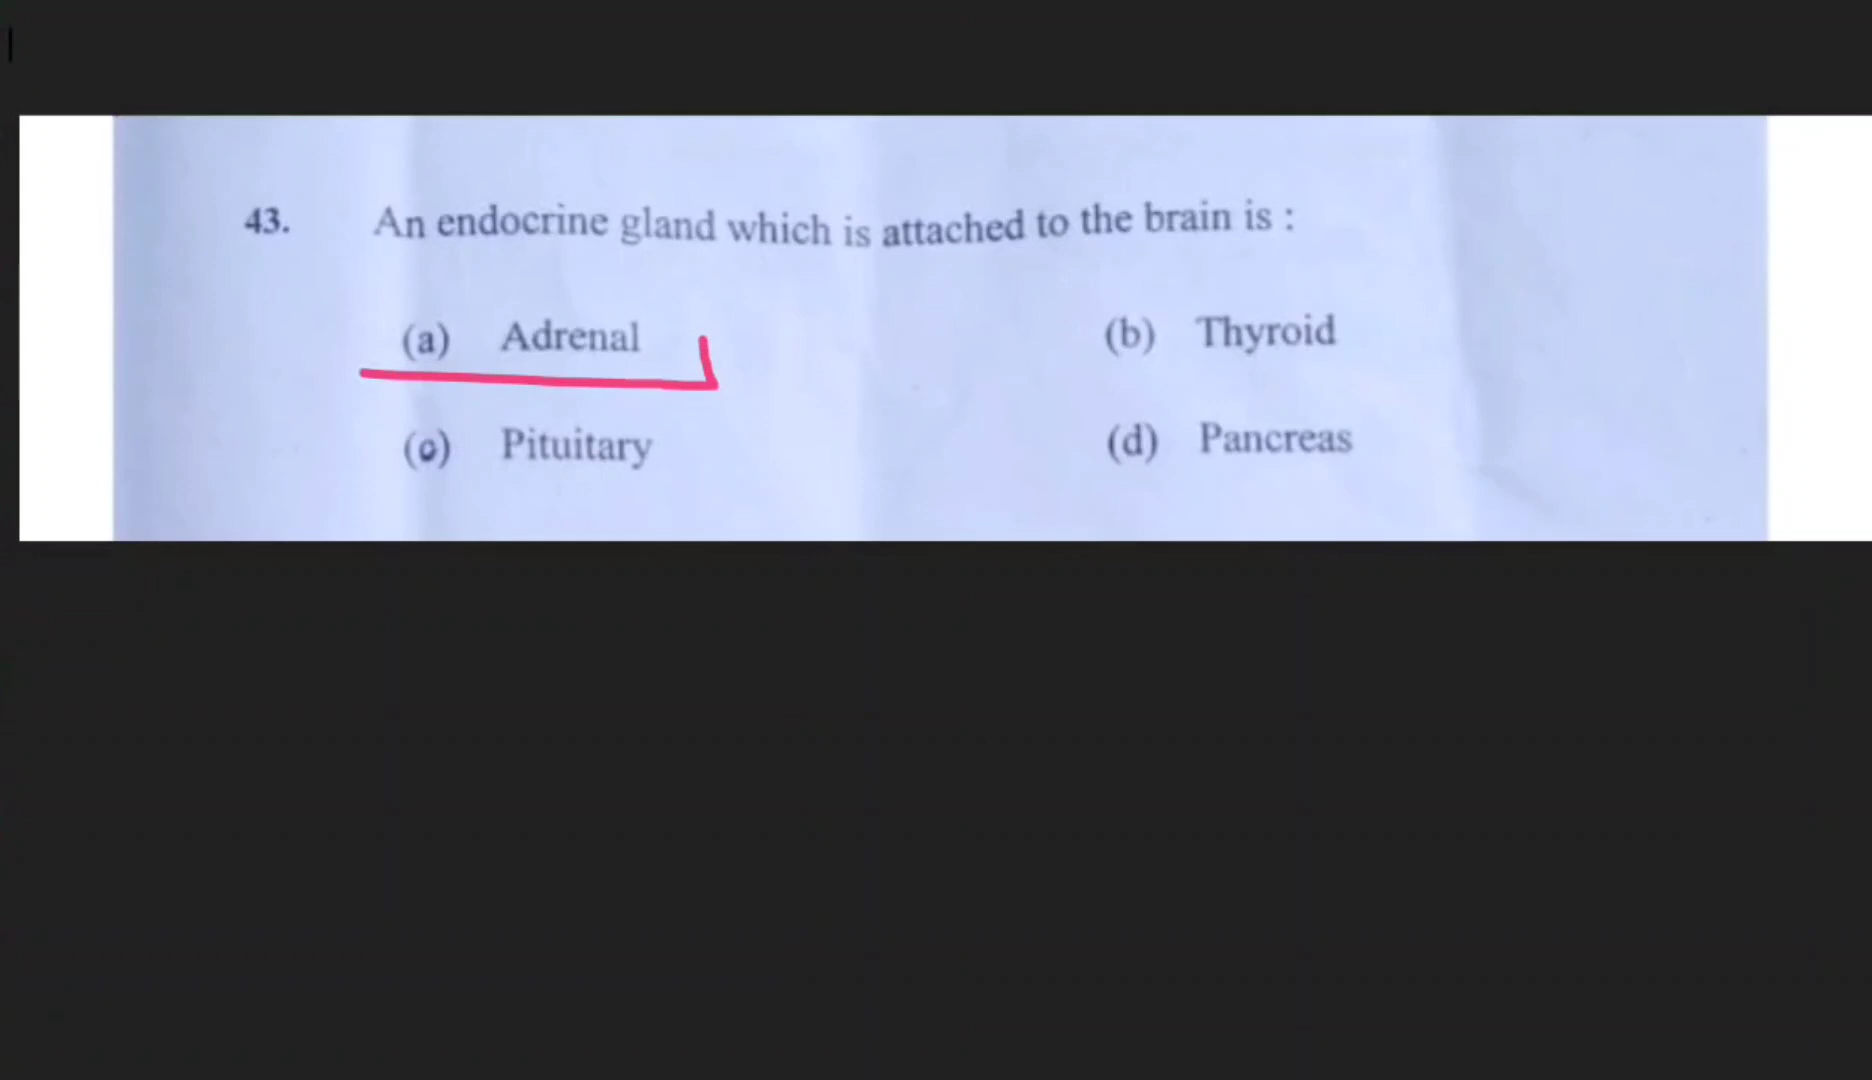 43. An endocrine gland which is attached to the brain is :
(a) Adrenal (b) Thyroid
(c) Pituitary (d) Pancreas